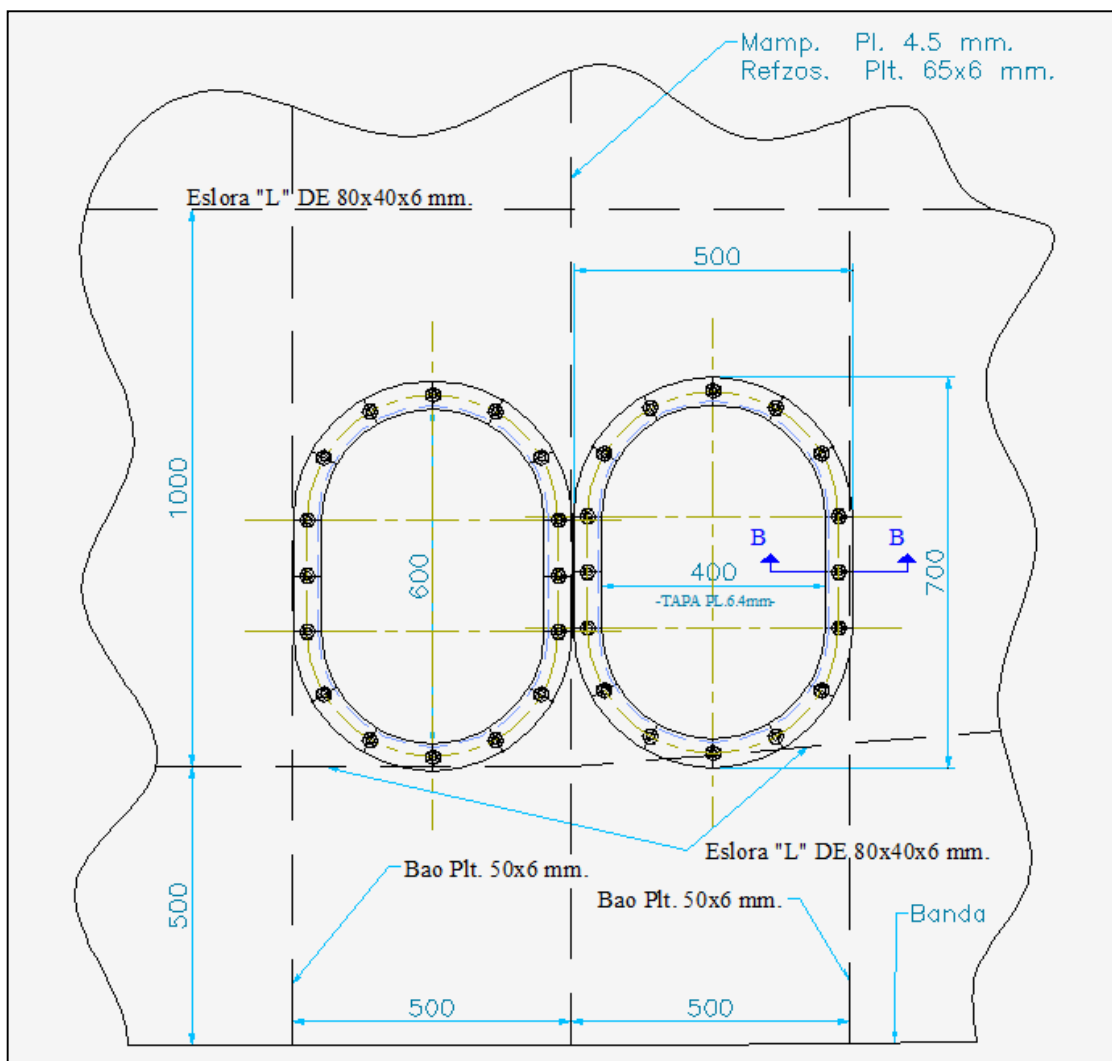 Mamp. Pl. 4.5 mm.
Refzos. Plt. 65x6 mm.
Eslora "L" DE 80x40x6 mm.
500
1000
600
B B
400
700
-TAPA PL.6.4mm-
Eslora "L" DE 80x40x6 mm.
Bao Plt. 50x6 mm.
Bao Plt. 50x6 mm.
500
Banda
500
500